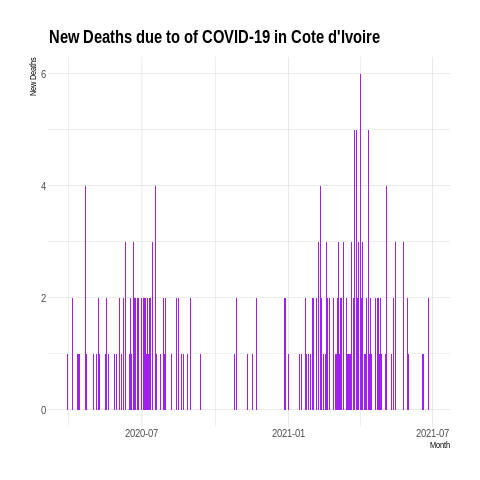 New Deaths due to of COVID-19 in Cote d'Ivoire
New Deaths
6
4
2
0
2020-07
2021-01
2021-07
Month